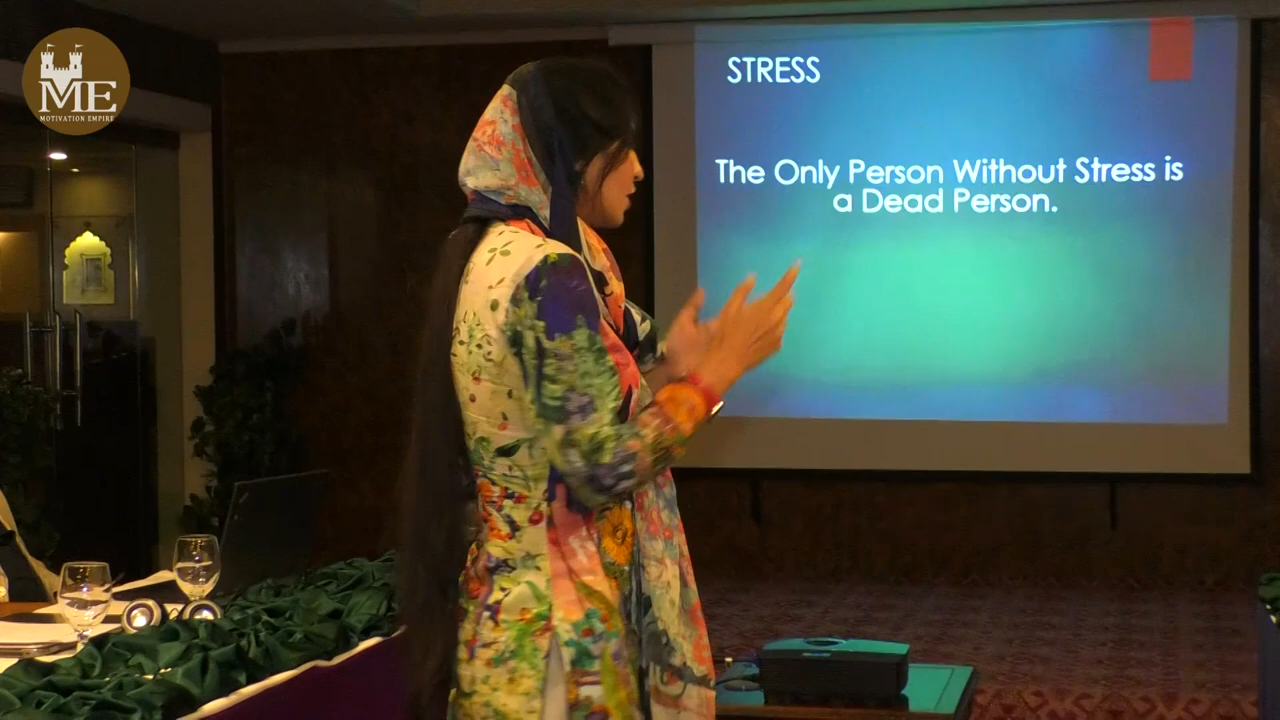 ME
MOTIVATION EMPIRE
STRESS
The Only Person Without Stress is
a Dead Person.